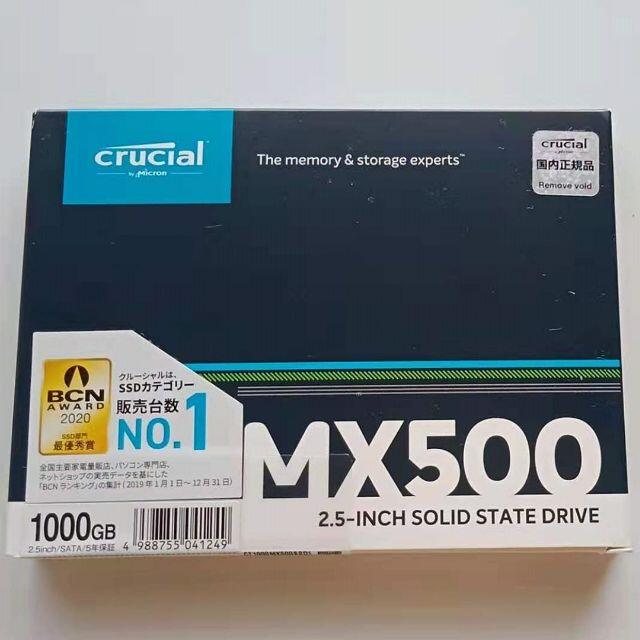 crucial
by Micron
The memory & storage experts™
crucial
国内正規品
Remove void
BCN
AWARD
2020
SSD部門
最優秀賞
クルーシャルは、
SSDカテゴリー
販売台数
NO.1
全国主要家電量販店、パソコン専門店、
ネットショップの実売データを基にした
「BCNランキング」の集計(2019年1月1日～12月31日)
MX500
2.5-INCH SOLID STATE DRIVE
1000GB
2.5inch/SATA/5年保証
4 988755 041249